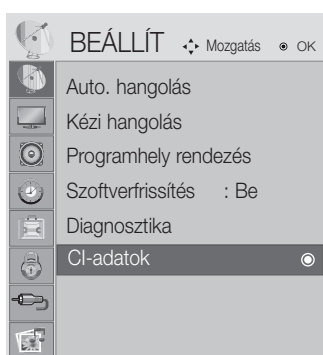 BEÁLLÍT Mozgatás OK
Auto. hangolás
Kézi hangolás
Programhely rendezés
Szoftverfrissítés : Be
Diagnosztika
CI-adatok